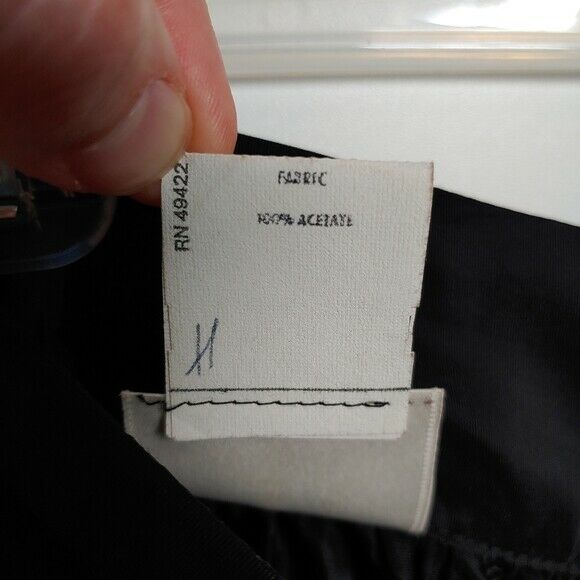 RN 49422
FABRIC
100% ACETATE
H